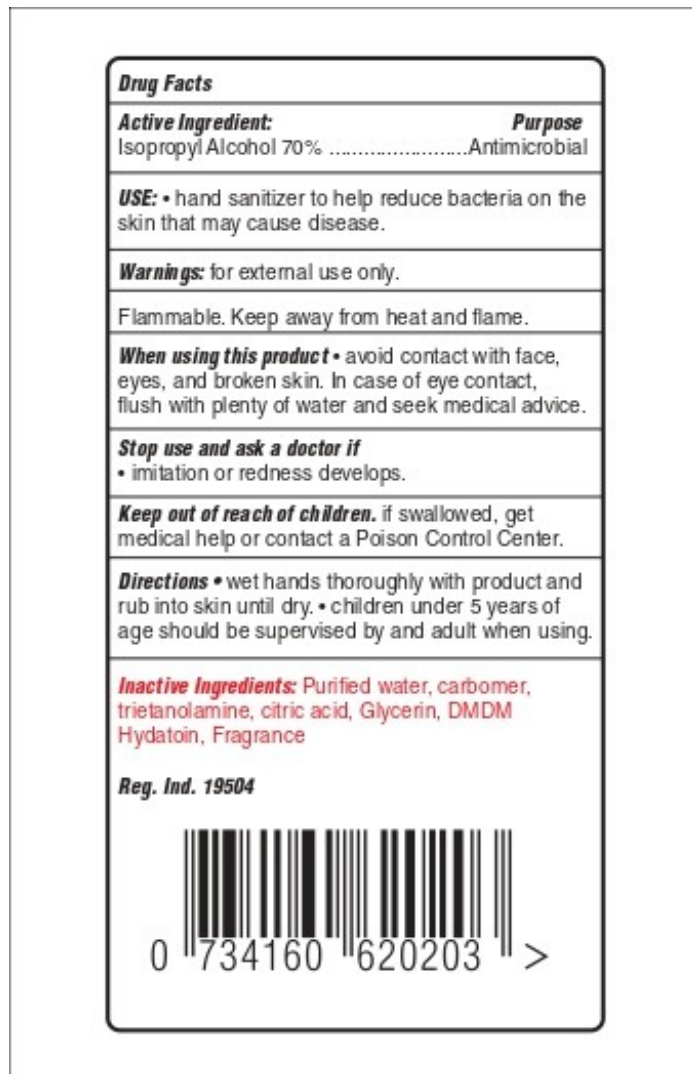 Drug Facts
Active Ingredient: Purpose
Isopropyl Alcohol 70% ........................Antimicrobial
USE: • hand sanitizer to help reduce bacteria on the
skin that may cause disease.
Warnings: for external use only.
Flammable. Keep away from heat and flame.
When using this product • avoid contact with face,
eyes, and broken skin. In case of eye contact,
flush with plenty of water and seek medical advice.
Stop use and ask a doctor if
• imitation or redness develops.
Keep out of reach of children. if swallowed, get
medical help or contact a Poison Control Center.
Directions • wet hands thoroughly with product and
rub into skin until dry. • children under 5 years of
age should be supervised by and adult when using.
Inactive Ingredients: Purified water, carbomer,
trietanolamine, citric acid, Glycerin, DMDM
Hydatoin, Fragrance
Reg. Ind. 19504
0 734160 620203 >